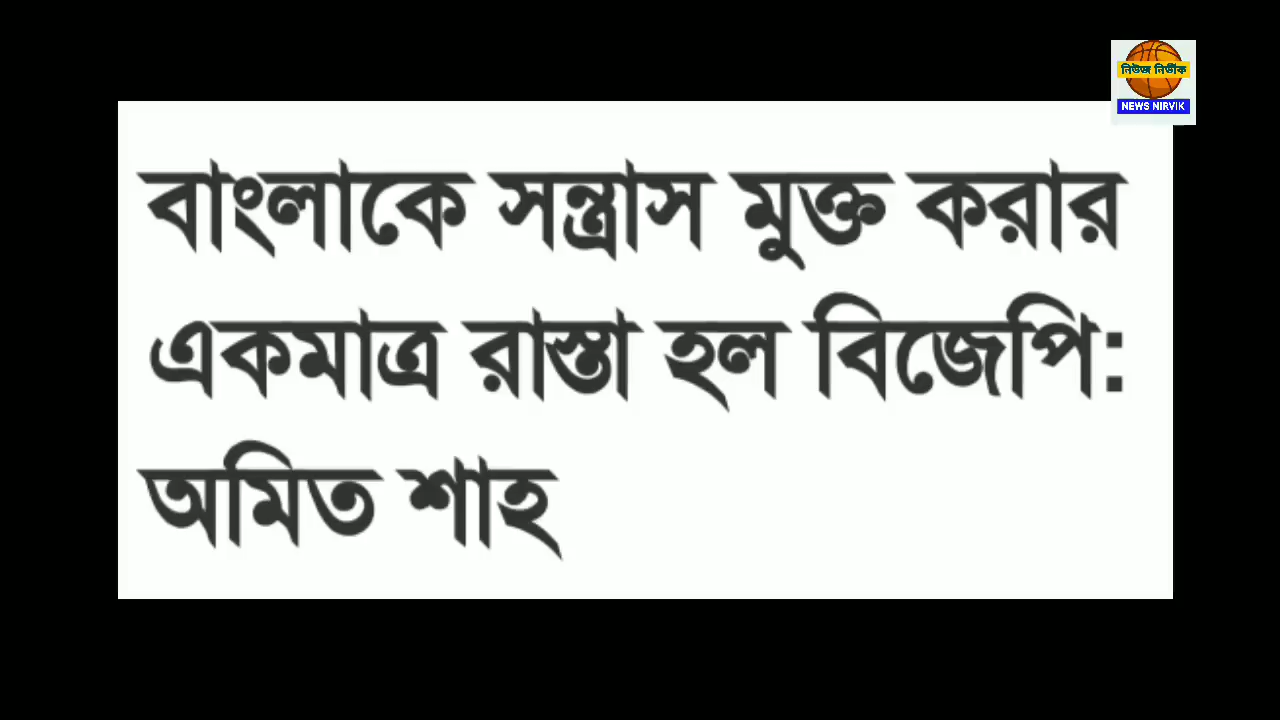 নিউজ নির্ভীক
NEWS NIRVIK
বাংলাকে সন্ত্রাস মুক্ত করার
একমাত্র রাস্তা হল বিজেপি:
অমিত শাহ